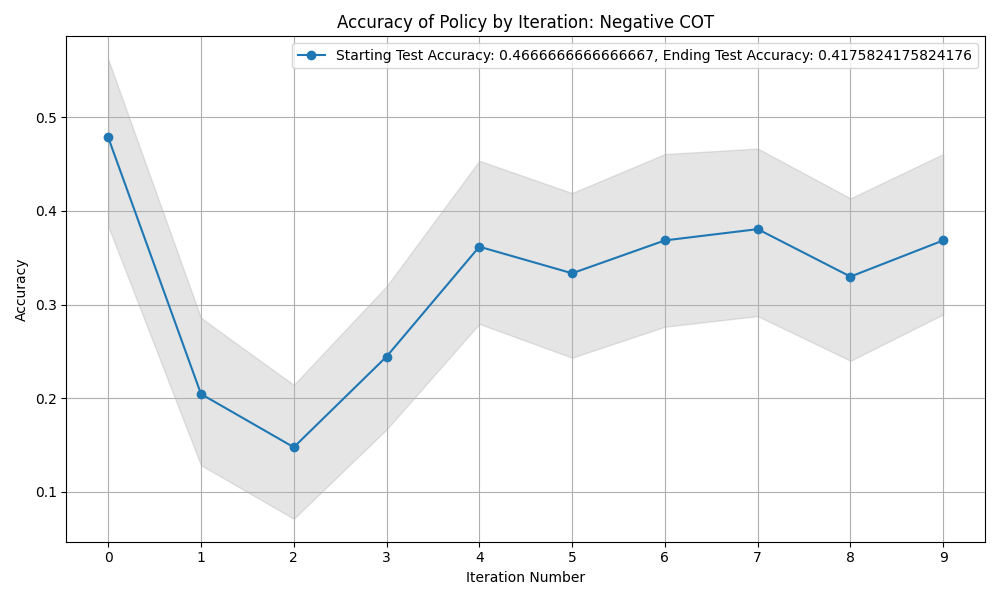 Accuracy of Policy by Iteration: Negative COT
Starting Test Accuracy: 0.4666666666666667, Ending Test Accuracy: 0.4175824175824176
Accuracy
0.5
0.4
0.3
0.2
0.1
0 1 2 3 4 5 6 7 8 9
Iteration Number